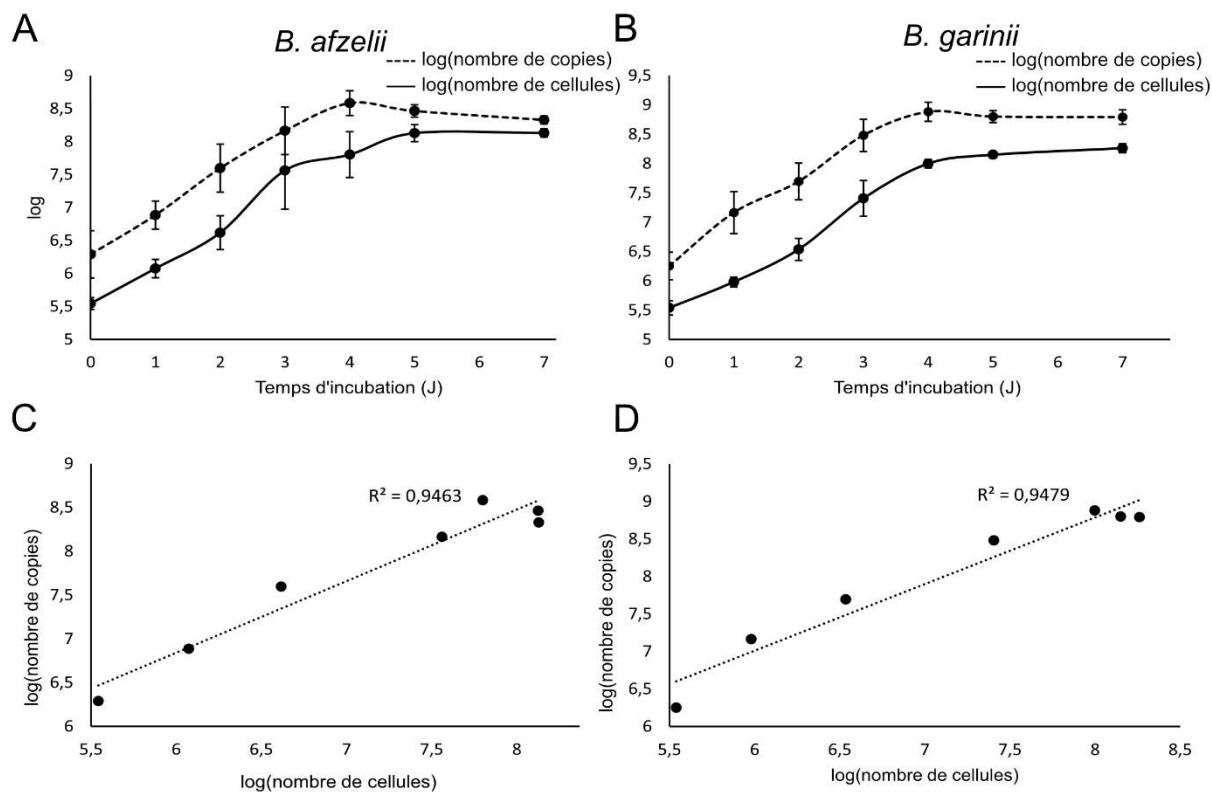 A
B. afzelii
log(nombre de copies)
log(nombre de cellules)
9
8,5
8
7,5
7
6,5
6
5,5
5
log
0 1 2 3 4 5 6 7
Temps d'incubation (J)
B
B. garinii
log(nombre de copies)
log(nombre de cellules)
9,5
9
8,5
8
7,5
7
6,5
6
5,5
5
0 1 2 3 4 5 6 7
Temps d'incubation (J)
C
9
8,5
8
7,5
7
6,5
6
log(nombre de copies)
R² = 0,9463
5,5 6 6,5 7 7,5 8
log(nombre de cellules)
D
9,5
9
8,5
8
7,5
7
6,5
6
log(nombre de copies)
R² = 0,9479
5,5 6 6,5 7 7,5 8 8,5
log(nombre de cellules)